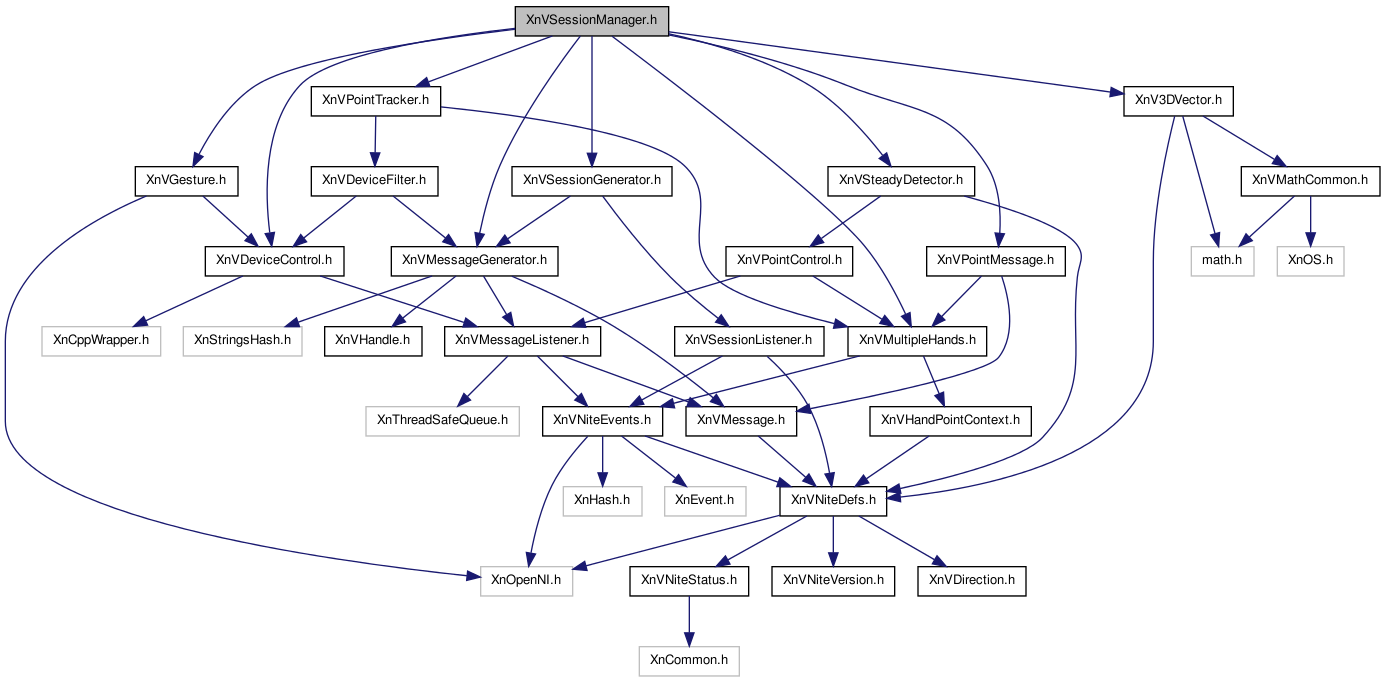 XnVSessionManager.h
XnVPointTracker.h
XnV3DVector.h
XnVGesture.h
XnVDeviceFilter.h
XnVSessionGenerator.h
XnVSteadyDetector.h
XnVMathCommon.h
XnVDeviceControl.h
XnVMessageGenerator.h
XnVPointControl.h
XnVPointMessage.h
math.h
XnOS.h
XnCppWrapper.h
XnStringsHash.h
XnVHandle.h
XnVMessageListener.h
XnVSessionListener.h
XnVMultipleHands.h
XnThreadSafeQueue.h
XnVNiteEvents.h
XnVMessage.h
XnVHandPointContext.h
XnHash.h
XnEvent.h
XnVNiteDefs.h
XnOpenNI.h
XnVNiteStatus.h
XnVNiteVersion.h
XnVDirection.h
XnCommon.h